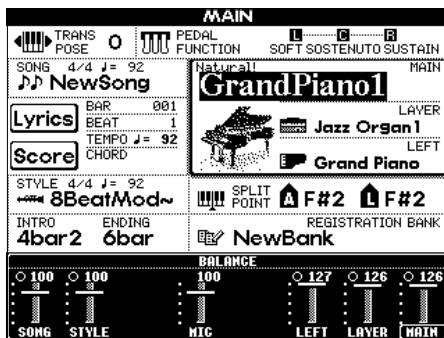 MAIN
TRANSPOSE 0
PEDAL FUNCTION
L C R
SOFT SOSTENUTO SUSTAIN
SONG 4/4 ♩= 92
NewSong
Lyrics
Score
BAR 001
BEAT 1
TEMPO ♩= 92
CHORD
Natural! MAIN
GrandPiano1
LAYER
Jazz Organ1
LEFT
Grand Piano
STYLE 4/4 ♩= 92
8BeatMod~
SPLIT POINT A F#2 L F#2
INTRO ENDING
4bar2 6bar
REGISTRATION BANK
NewBank
BALANCE
100 100 100 127 126 126
SONG STYLE MIC LEFT LAYER MAIN